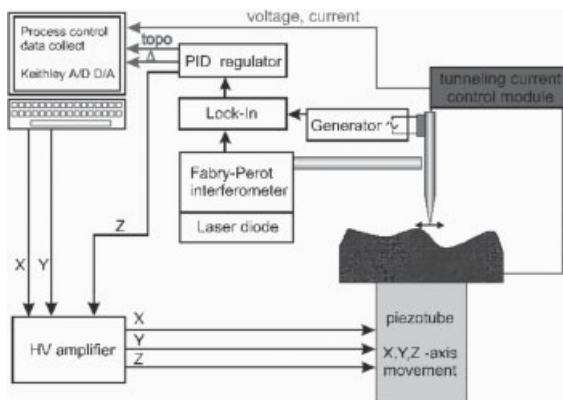 voltage, current
Process control
data collect
Keithley A/D D/A
topo
Δ
PID regulator
tunneling current
control module
Lock-In
Generator
Fabry-Perot
interferometer
Laser diode
Z
X
Y
HV amplifier
X
Y
Z
piezotube
X,Y,Z -axis
movement